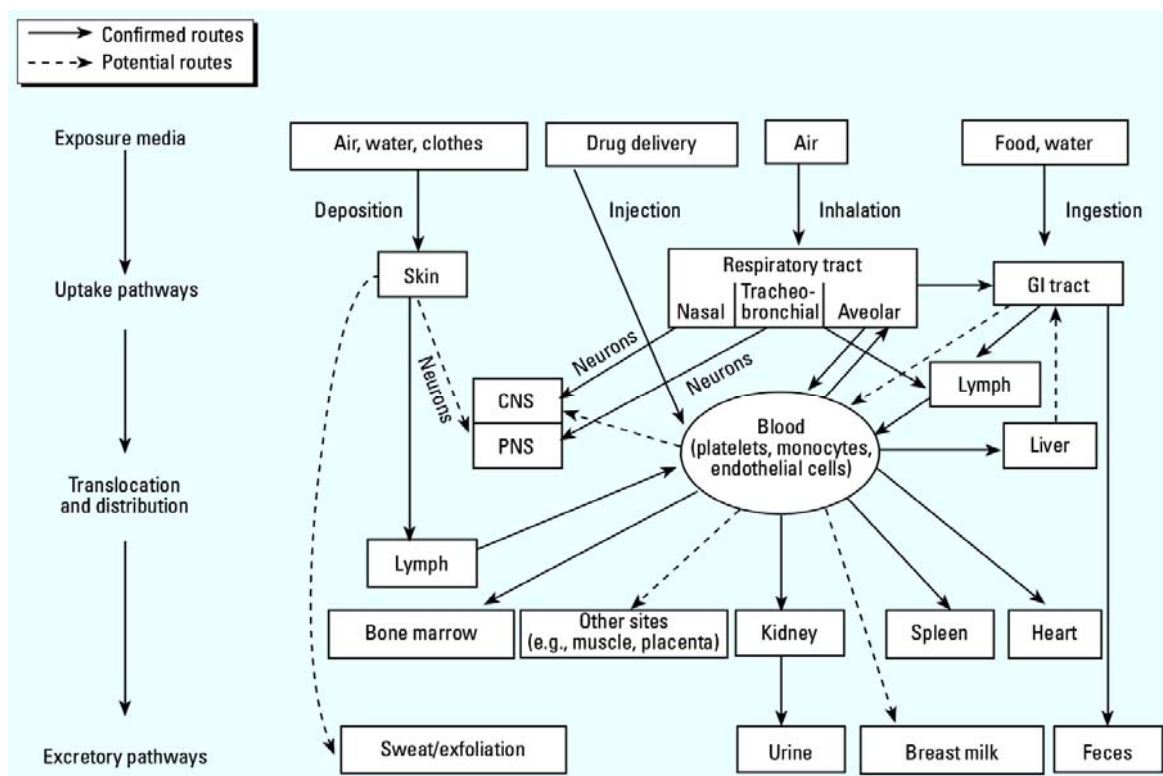 Confirmed routes
Potential routes
Exposure media
Air, water, clothes
Drug delivery
Air
Food, water
Deposition
Injection
Inhalation
Ingestion
Uptake pathways
Skin
Respiratory tract
Nasal
Tracheo-
bronchial
Aveolar
GI tract
Neurons
Neurons
Neurons
CNS
PNS
Lymph
Blood
(platelets, monocytes,
endothelial cells)
Liver
Translocation
and distribution
Lymph
Bone marrow
Other sites
(e.g., muscle, placenta)
Kidney
Spleen
Heart
Excretory pathways
Sweat/exfoliation
Urine
Breast milk
Feces